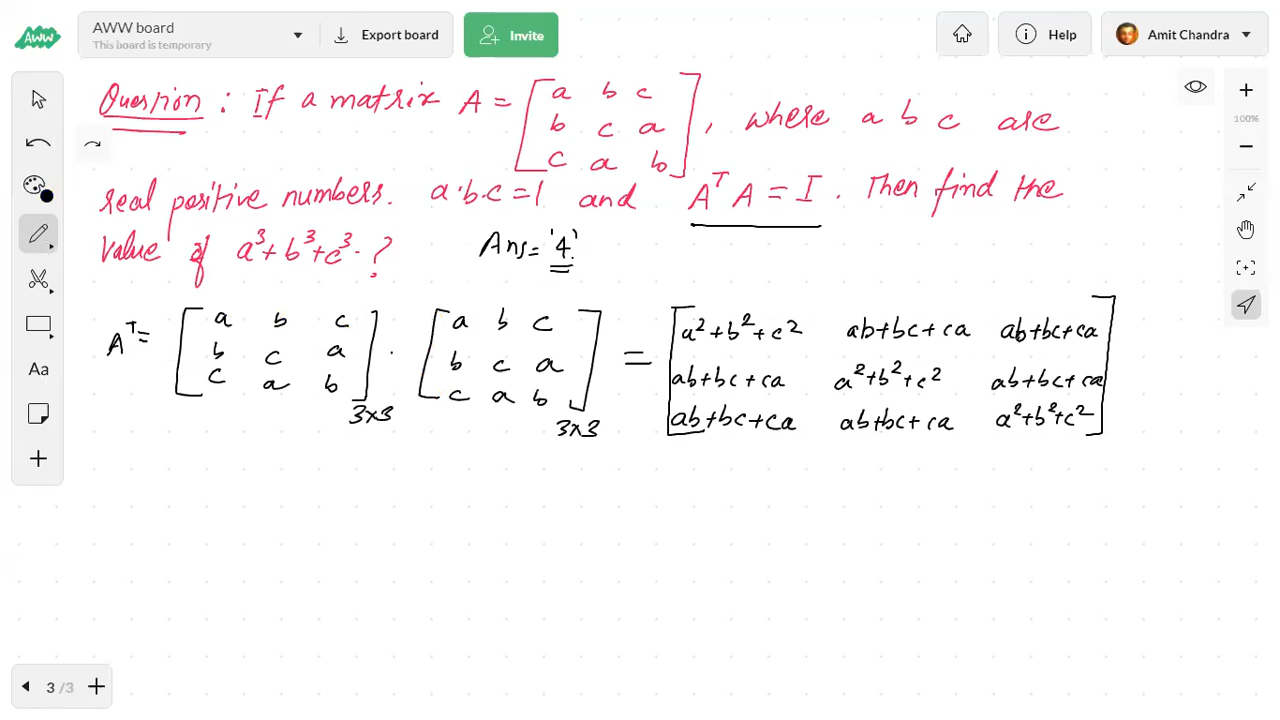 AWW
AWW board
This board is temporary
Export board
Invite
Help
Amit Chandra
Question : If a matrix A = [a b c
b c a
c a b], where a b c are
real positive numbers. a·b·c = 1 and A^T A = I . Then find the
value of a³ + b³ + c³ · ?
Ans = '4'
A^T = [a b c
b c a
c a b] 3×3 · [a b c
b c a
c a b] 3×3 = [a² + b² + c² ab + bc + ca ab + bc + ca
ab + bc + ca a² + b² + c² ab + bc + ca
ab + bc + ca ab + bc + ca a² + b² + c²]
100%
Aa
3 / 3